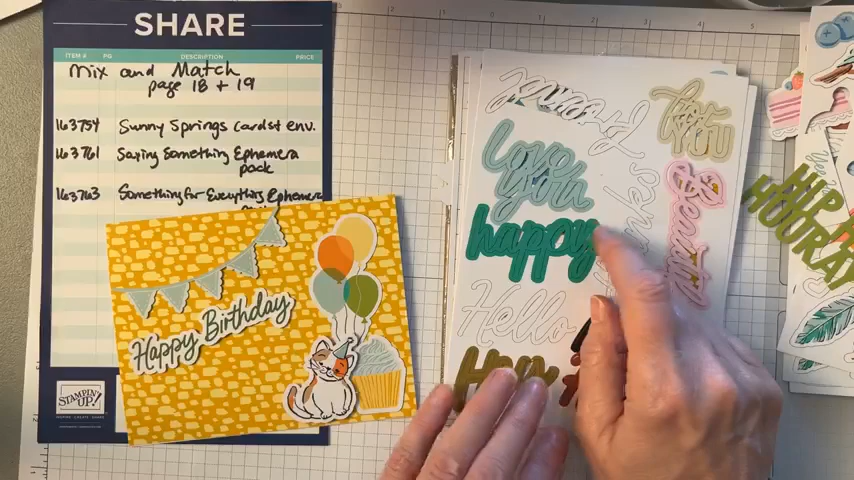 SHARE
ITEM # PG DESCRIPTION PRICE
Mix and Match
page 18 + 19
163754 Sunny Springs Cardst env.
163761 Saying Something Ephemera
pack
163763 Something for Everything Ephemera
Happy Birthday
STAMPIN' UP!
for
YOU
love
you
happy
Hello
thanks
Beautiful
HIP
HOORAY